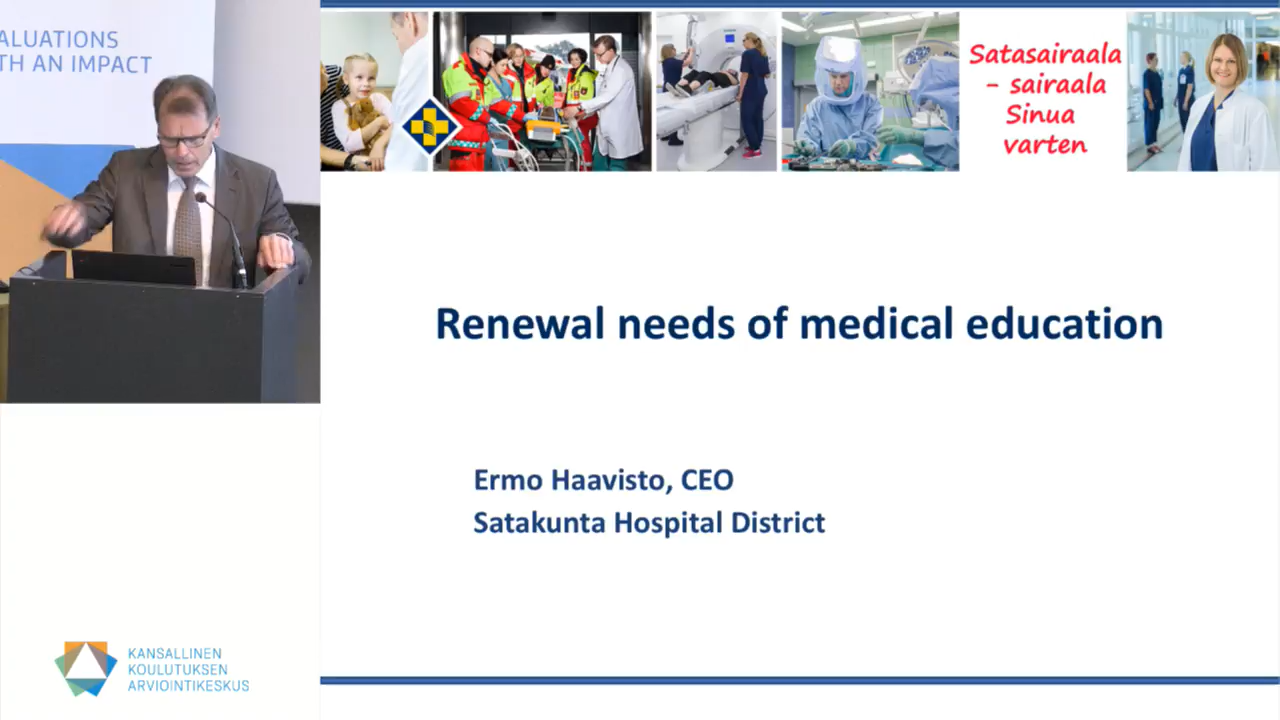 ALUATIONS
TH AN IMPACT
Satasairaala
- sairaala
Sinua
varten
Renewal needs of medical education
Ermo Haavisto, CEO
Satakunta Hospital District
KANSALLINEN
KOULUTUKSEN
ARVIOINTIKESKUS